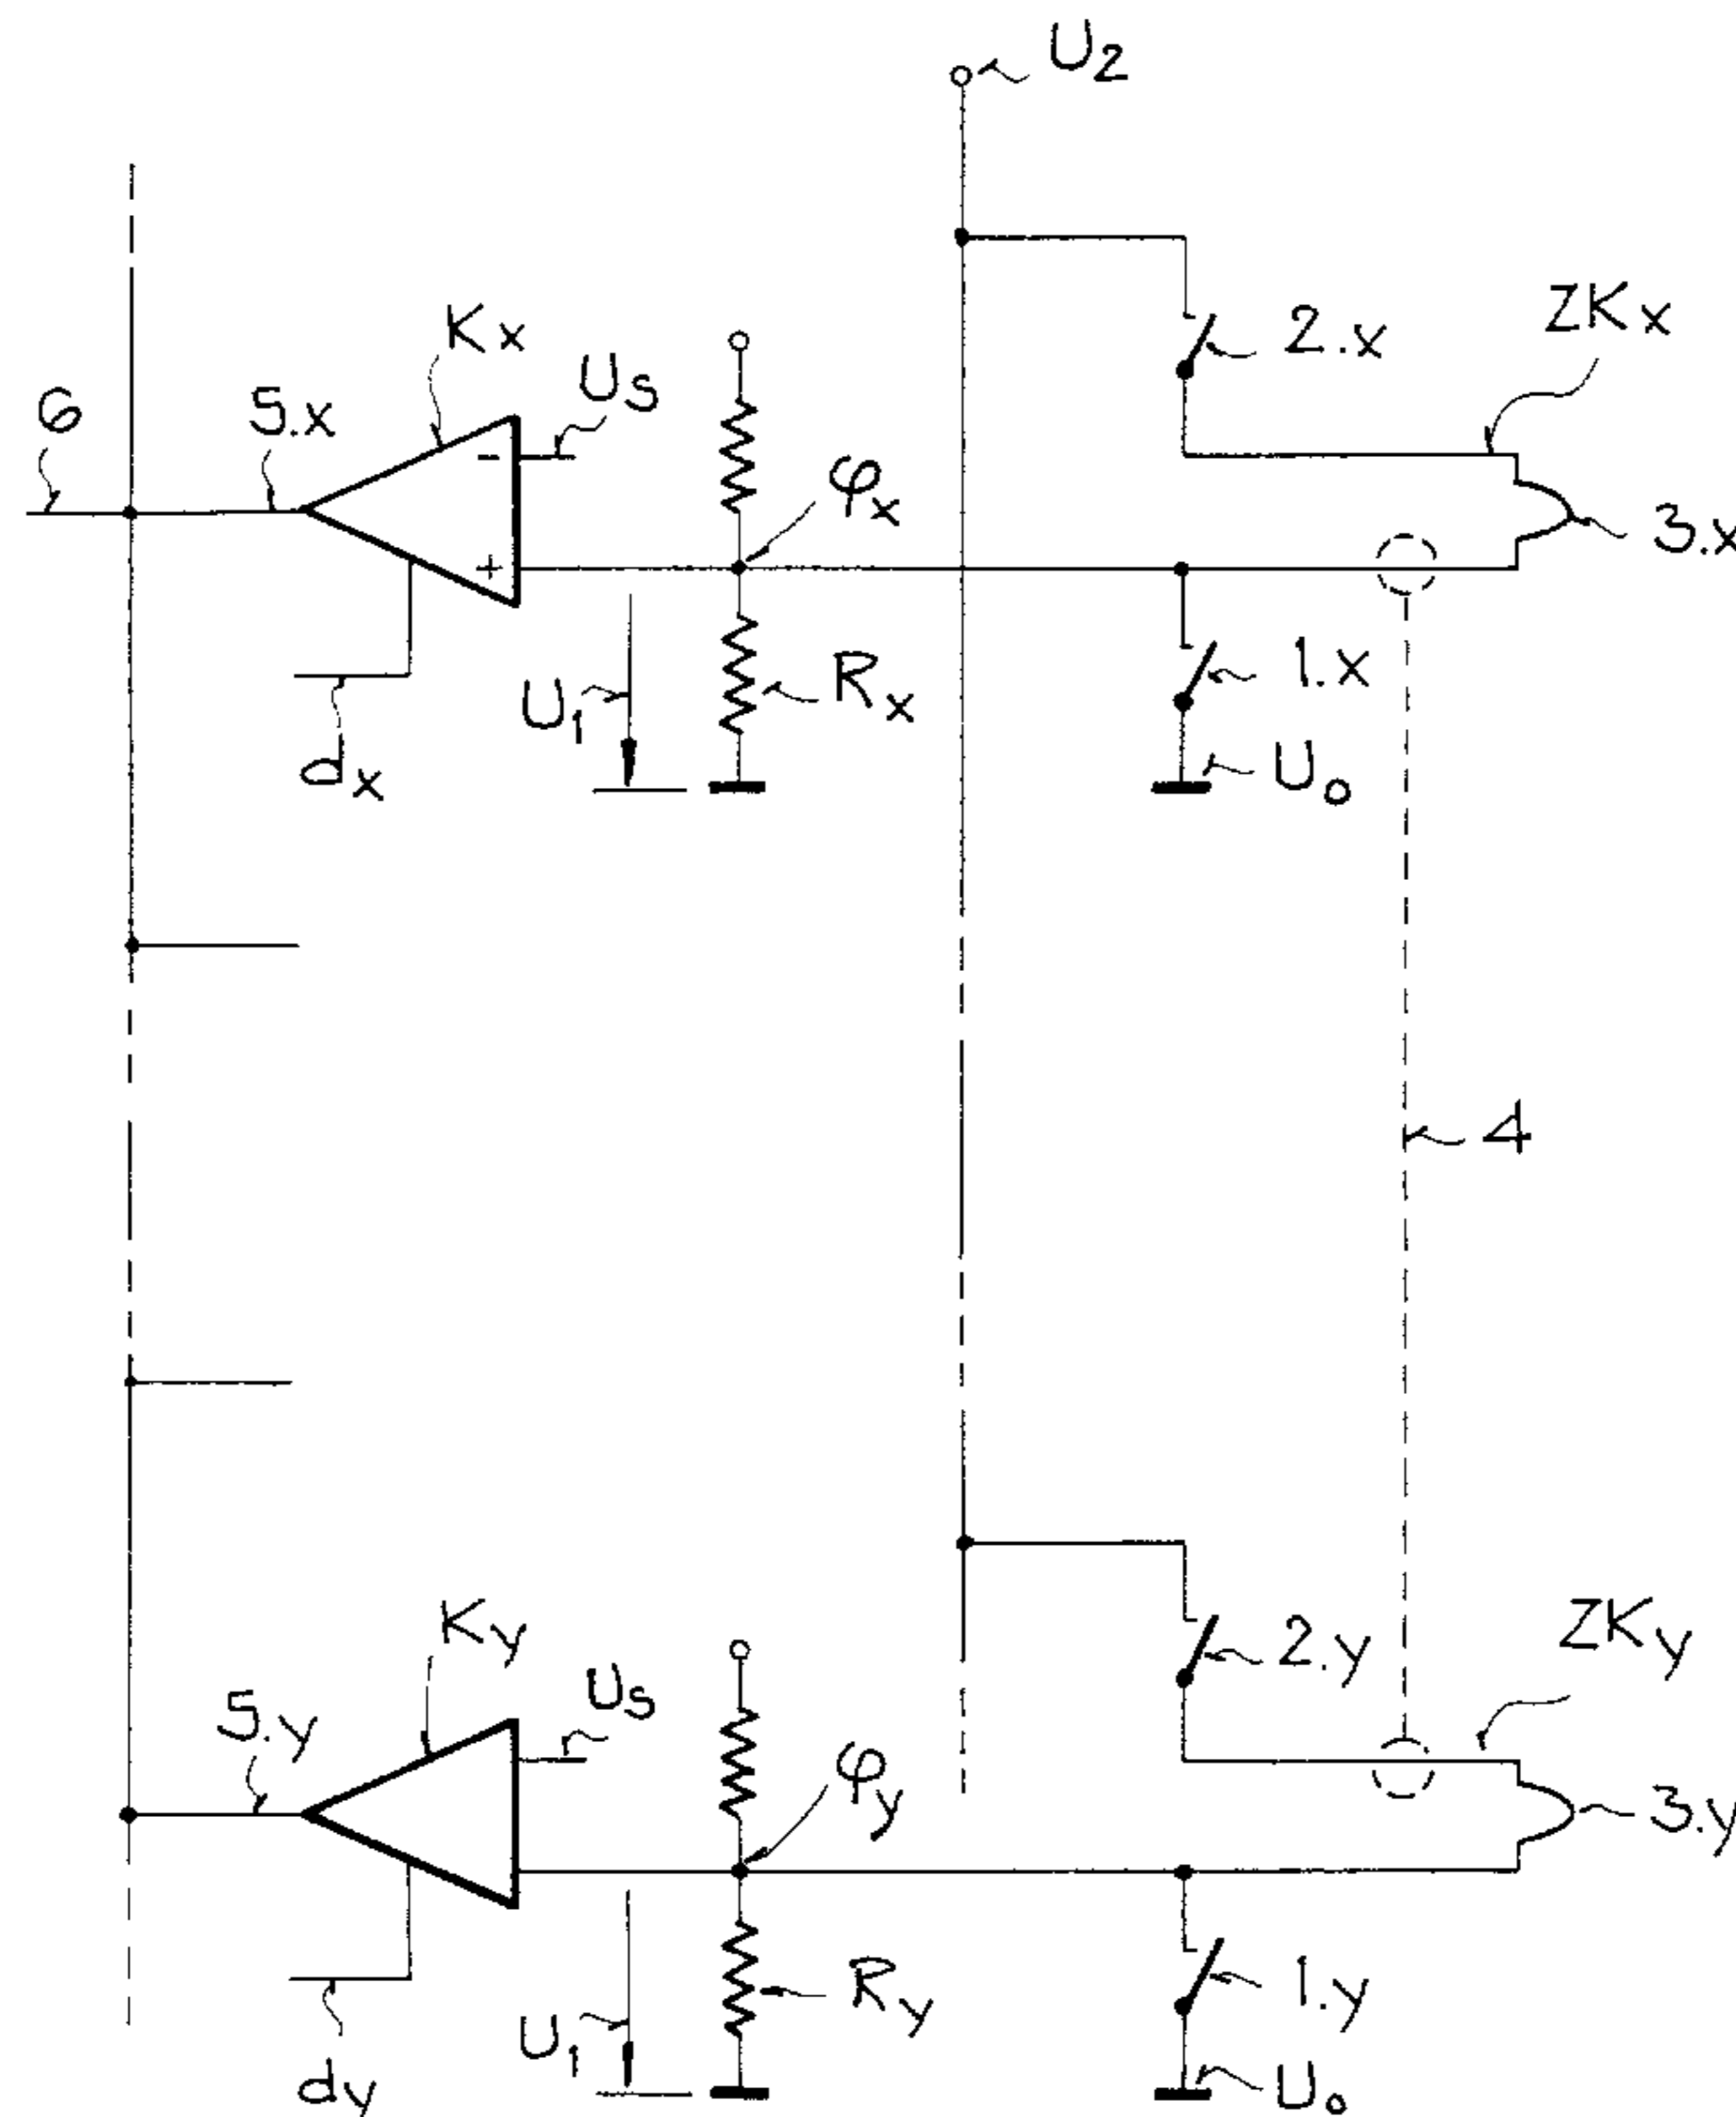 U2
ZKx
2.x
Kx
Us
5.x
6
φx
3.x
+
-
Rx
1.x
U1
dx
U0
4
ZKy
2.y
Ky
Us
5.y
φy
3.y
Ry
1.y
U1
dy
U0